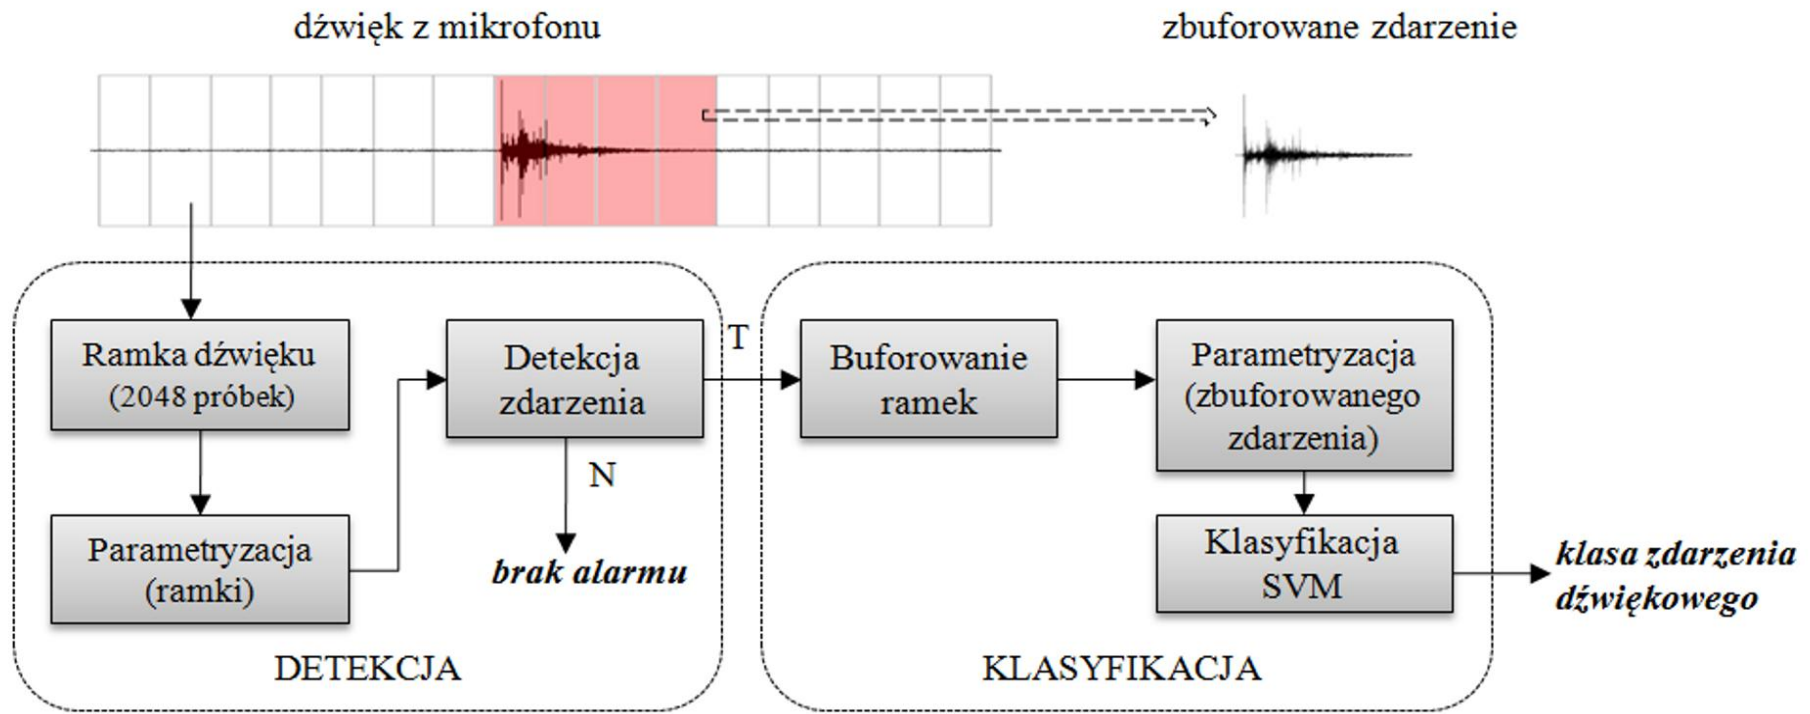 dźwięk z mikrofonu
zbuforowane zdarzenie
Ramka dźwięku
(2048 próbek)
Parametryzacja
(ramki)
Detekcja
zdarzenia
T
N
brak alarmu
DETEKCJA
Buforowanie
ramek
Parametryzacja
(zbuforowanego
zdarzenia)
Klasyfikacja
SVM
klasa zdarzenia
dźwiękowego
KLASYFIKACJA